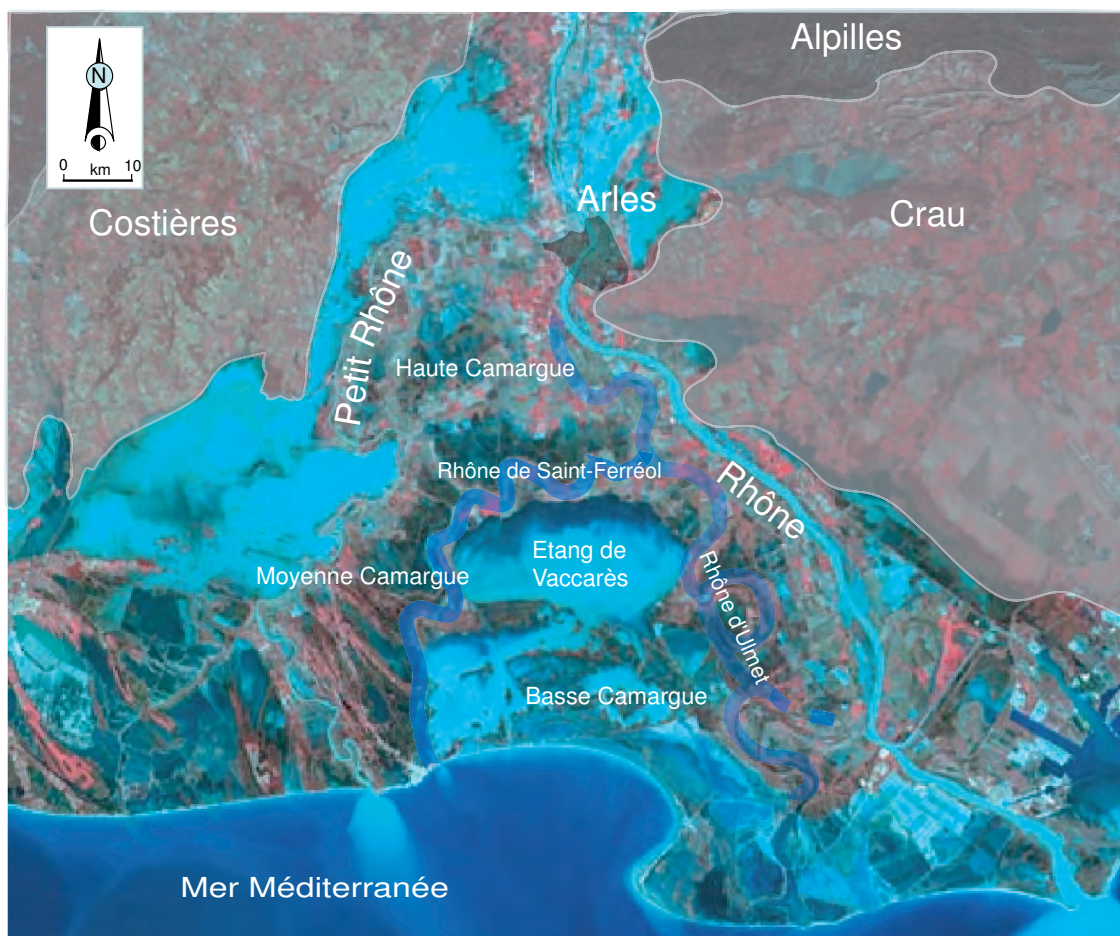 Alpilles
N
0 km 10
Costières
Arles
Crau
Petit Rhône
Haute Camargue
Rhône de Saint-Ferréol
Rhône
Etang de
Vaccarès
Moyenne Camargue
Rhône d'Ulmet
Basse Camargue
Mer Méditerranée